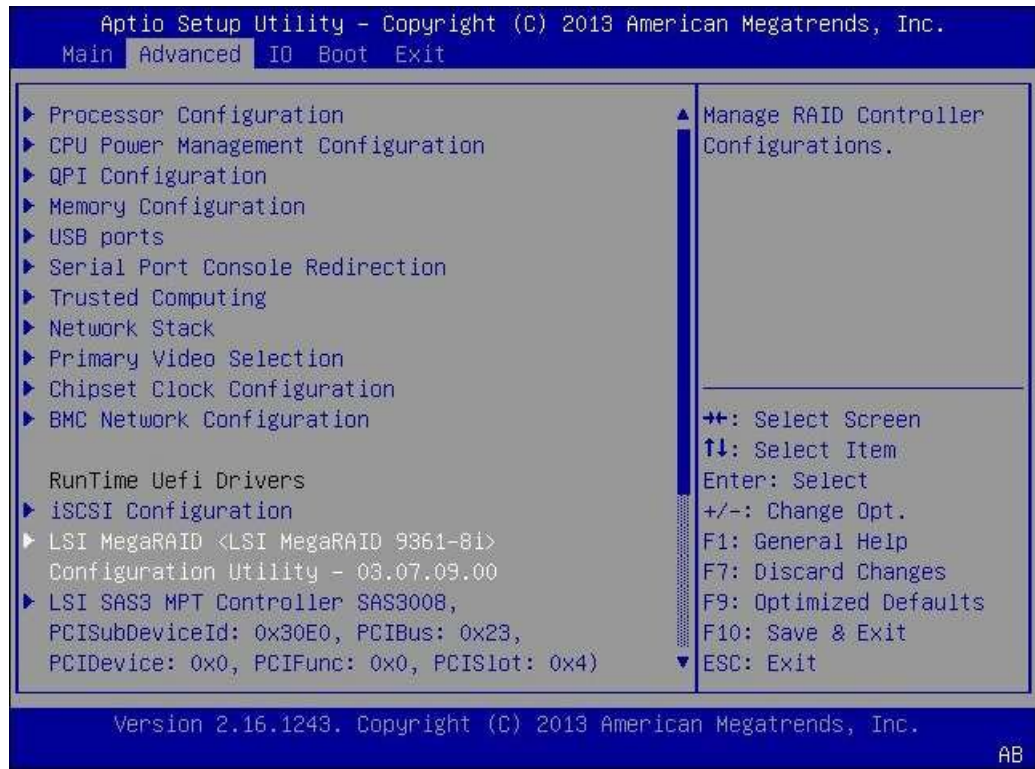 Aptio Setup Utility – Copyright (C) 2013 American Megatrends, Inc.
Main Advanced IO Boot Exit
▶ Processor Configuration
▶ CPU Power Management Configuration
▶ QPI Configuration
▶ Memory Configuration
▶ USB ports
▶ Serial Port Console Redirection
▶ Trusted Computing
▶ Network Stack
▶ Primary Video Selection
▶ Chipset Clock Configuration
▶ BMC Network Configuration
RunTime Uefi Drivers
▶ iSCSI Configuration
▶ LSI MegaRAID <LSI MegaRAID 9361-8i>
Configuration Utility – 03.07.09.00
▶ LSI SAS3 MPT Controller SAS3008,
PCISubDeviceId: 0x30E0, PCIBus: 0x23,
PCIDevice: 0x0, PCIFunc: 0x0, PCISlot: 0x4)
Manage RAID Controller
Configurations.
→←: Select Screen
↑↓: Select Item
Enter: Select
+/-: Change Opt.
F1: General Help
F7: Discard Changes
F9: Optimized Defaults
F10: Save & Exit
ESC: Exit
Version 2.16.1243. Copyright (C) 2013 American Megatrends, Inc.
AB